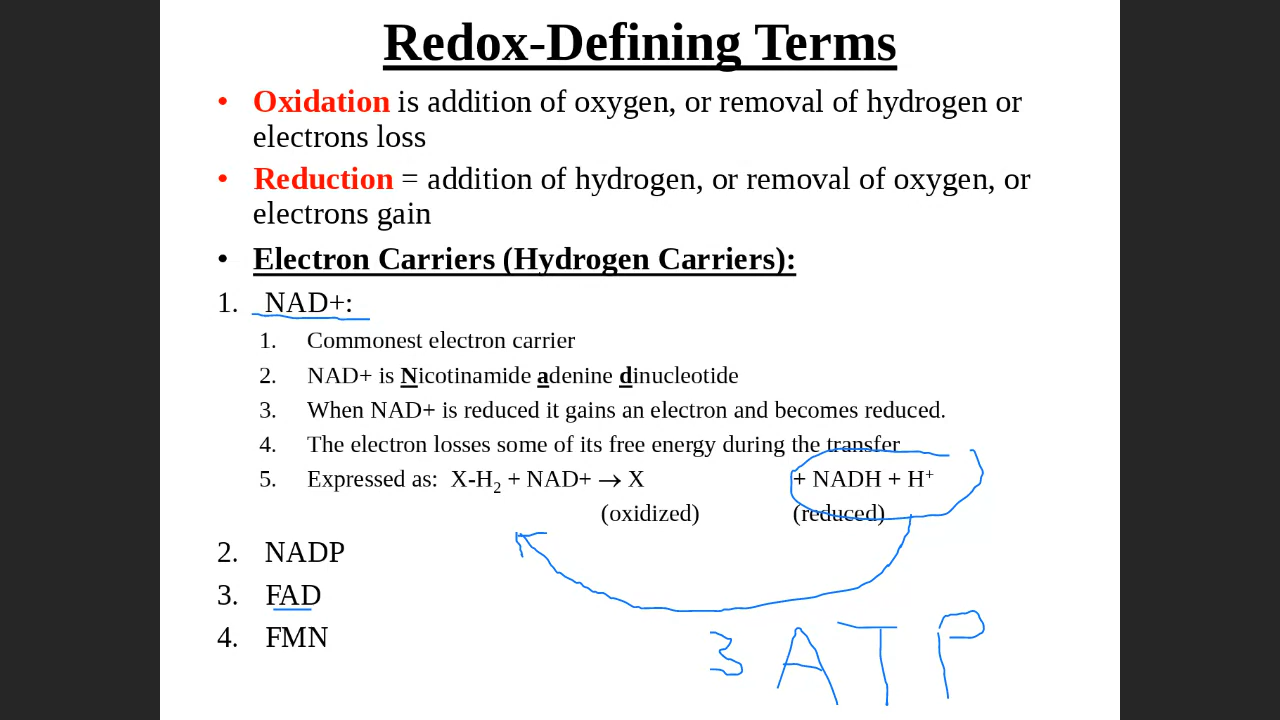 Redox-Defining Terms
• Oxidation is addition of oxygen, or removal of hydrogen or
electrons loss
• Reduction = addition of hydrogen, or removal of oxygen, or
electrons gain
• Electron Carriers (Hydrogen Carriers):
1. NAD+:
1. Commonest electron carrier
2. NAD+ is Nicotinamide adenine dinucleotide
3. When NAD+ is reduced it gains an electron and becomes reduced.
4. The electron losses some of its free energy during the transfer
5. Expressed as: X-H₂ + NAD+ → X + NADH + H⁺
(oxidized) (reduced)
2. NADP
3. FAD
4. FMN
3 ATP